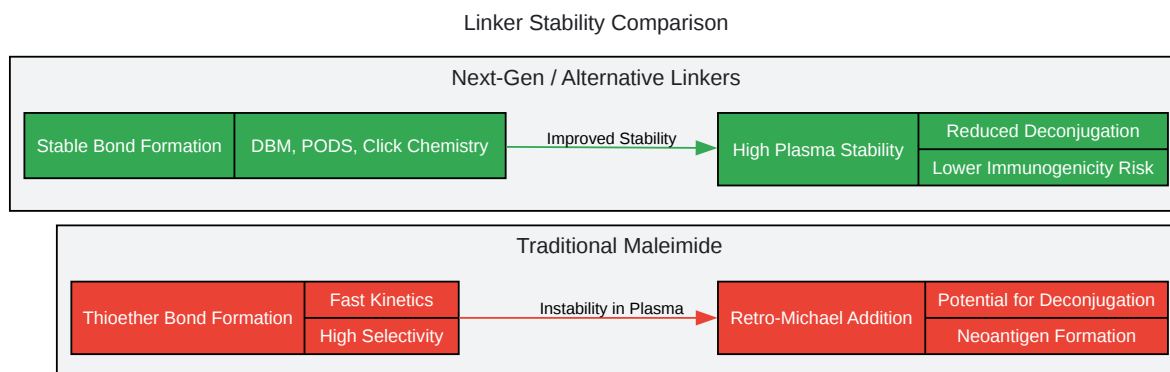 Linker Stability Comparison
Next-Gen / Alternative Linkers
Stable Bond Formation
DBM, PODS, Click Chemistry
Improved Stability
High Plasma Stability
Reduced Deconjugation
Lower Immunogenicity Risk
Traditional Maleimide
Thioether Bond Formation
Fast Kinetics
High Selectivity
Instability in Plasma
Retro-Michael Addition
Potential for Deconjugation
Neoantigen Formation